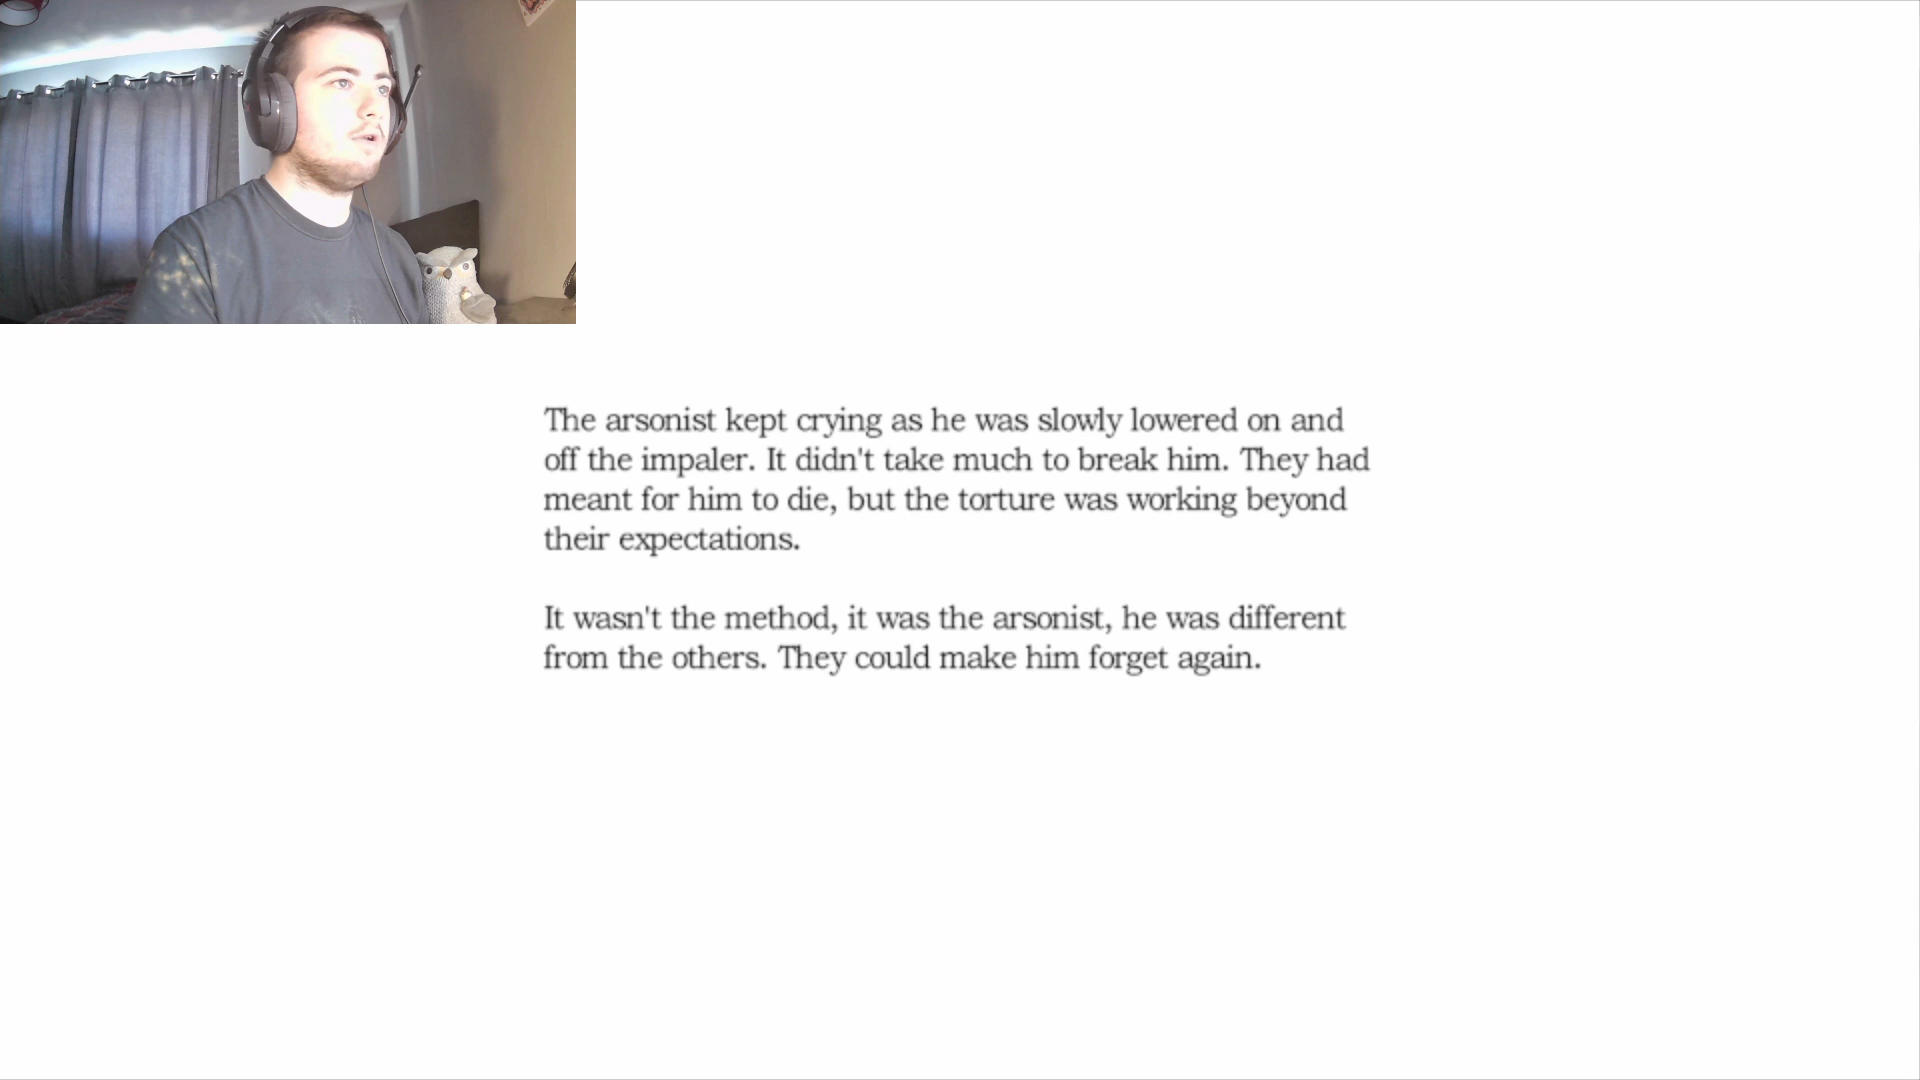 The arsonist kept crying as he was slowly lowered on and
off the impaler. It didn't take much to break him. They had
meant for him to die, but the torture was working beyond
their expectations.
It wasn't the method, it was the arsonist, he was different
from the others. They could make him forget again.